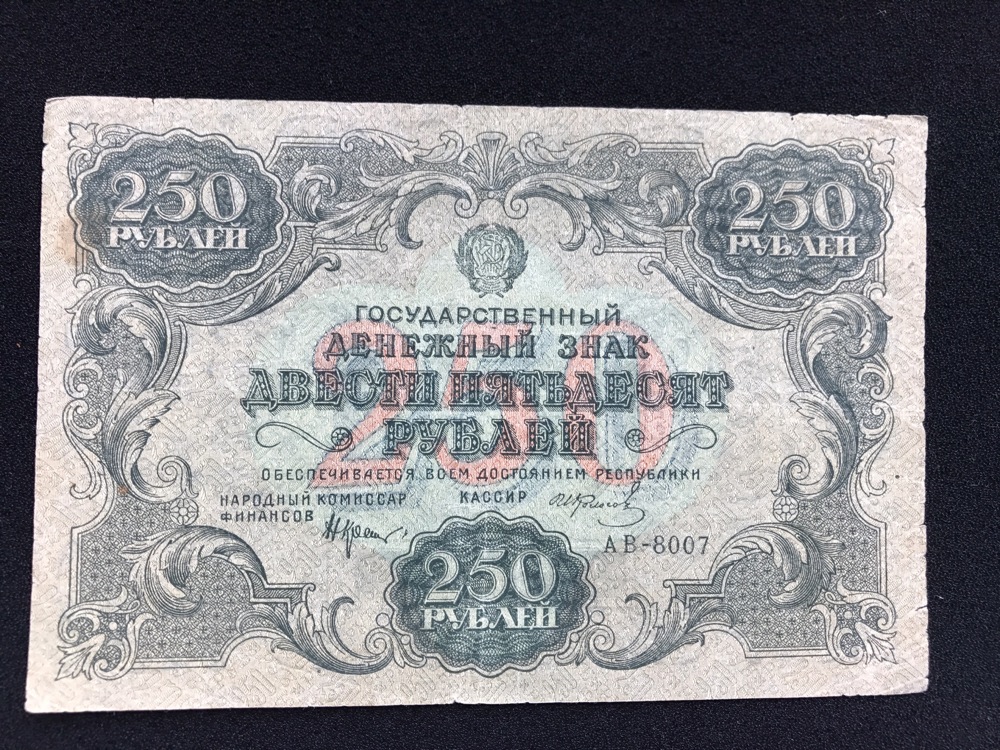 250
РУБЛЕЙ
250
РУБЛЕЙ
ГОСУДАРСТВЕННЫЙ
ДЕНЕЖНЫЙ ЗНАК
250
ДВЕСТИ ПЯТЬДЕСЯТ
РУБЛЕЙ
ОБЕСПЕЧИВАЕТСЯ ВСЕМ ДОСТОЯНИЕМ РЕСПУБЛИКИ
НАРОДНЫЙ КОМИССАР
ФИНАНСОВ
КАССИР
АВ-8007
250
РУБЛЕЙ